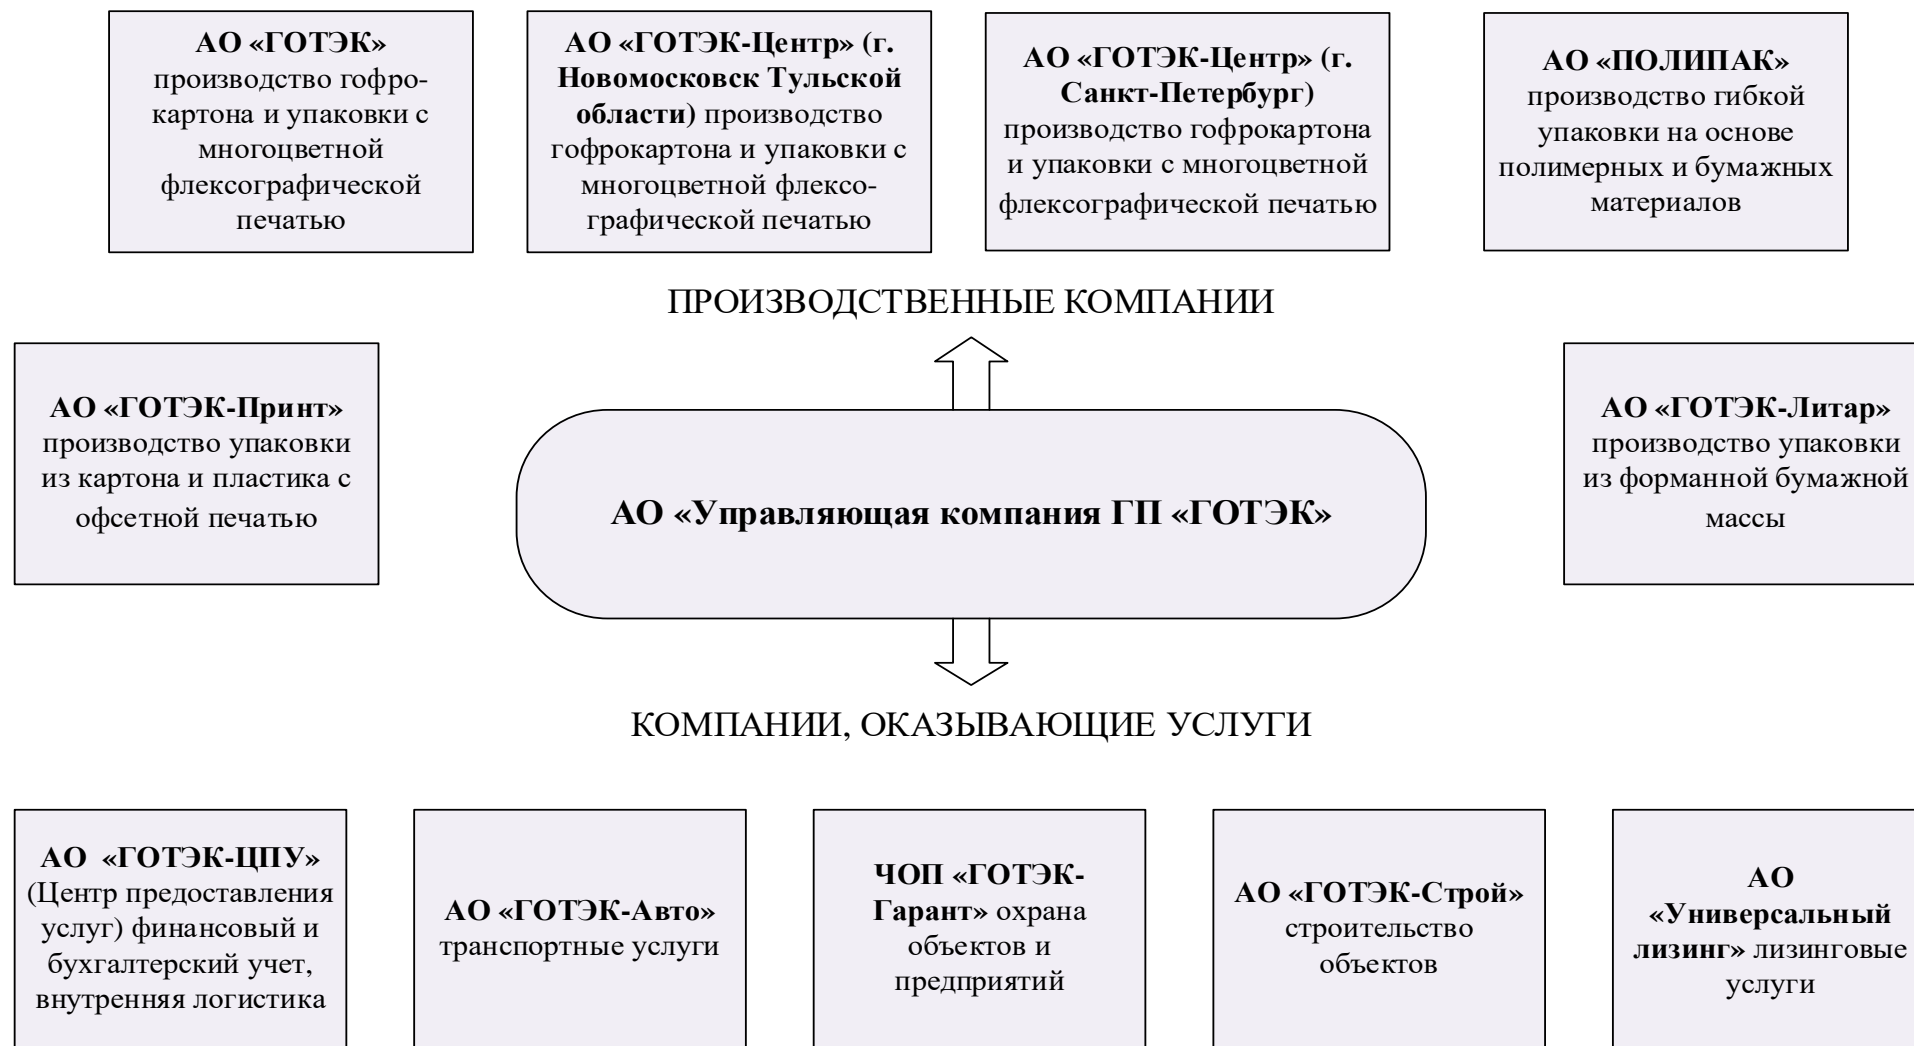 АО «ГОТЭК»
производство гофро-
картона и упаковки с
многоцветной
флексографической
печатью
АО «ГОТЭК-Центр» (г.
Новомосковск Тульской
области) производство
гофрокартона и упаковки с
многоцветной флексо-
графической печатью
АО «ГОТЭК-Центр» (г.
Санкт-Петербург)
производство гофрокартона
и упаковки с многоцветной
флексографической печатью
АО «ПОЛИПАК»
производство гибкой
упаковки на основе
полимерных и бумажных
материалов
ПРОИЗВОДСТВЕННЫЕ КОМПАНИИ
АО «ГОТЭК-Принт»
производство упаковки
из картона и пластика с
офсетной печатью
АО «Управляющая компания ГП «ГОТЭК»
АО «ГОТЭК-Литар»
производство упаковки
из форманной бумажной
массы
КОМПАНИИ, ОКАЗЫВАЮЩИЕ УСЛУГИ
АО «ГОТЭК-ЦПУ»
(Центр предоставления
услуг) финансовый и
бухгалтерский учет,
внутренняя логистика
АО «ГОТЭК-Авто»
транспортные услуги
ЧОП «ГОТЭК-
Гарант» охрана
объектов и
предприятий
АО «ГОТЭК-Строй»
строительство
объектов
АО
«Универсальный
лизинг» лизинговые
услуги